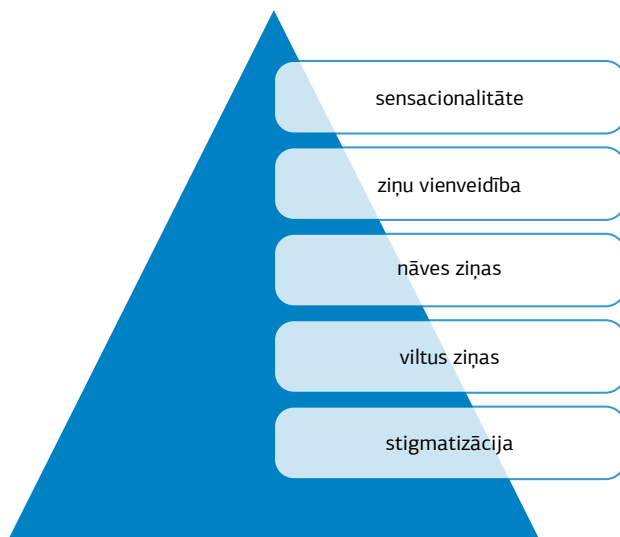 sensacionalitāte
ziņu vienveidība
nāves ziņas
viltus ziņas
stigmatizācija